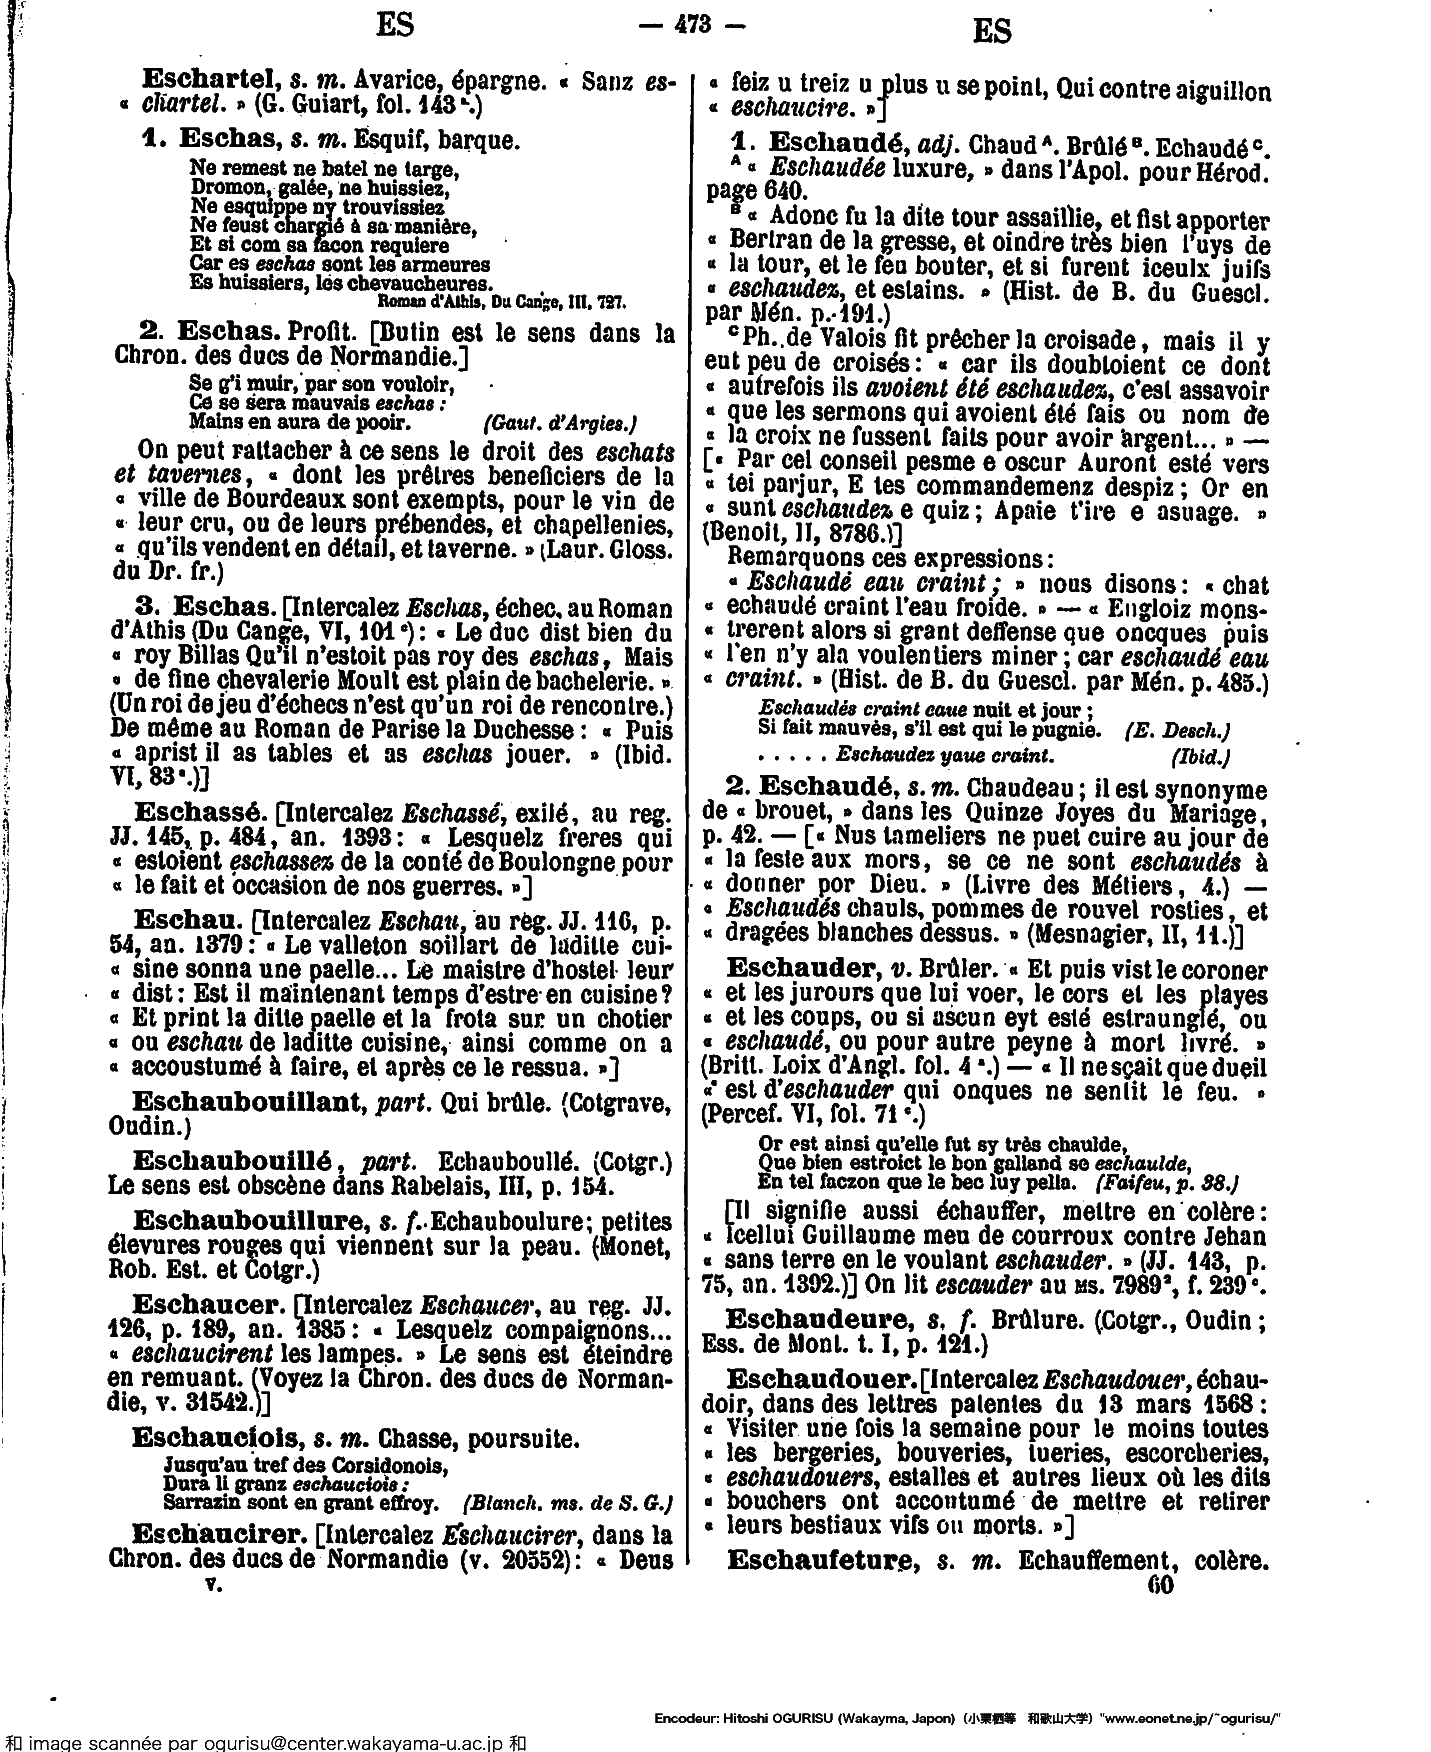 ES
— 473 —
ES
Eschartel, s. m. Avarice, épargne. « Sanz es-
« chartel. » (G. Guiart, fol. 143ᵃ.)
1. Eschas, s. m. Esquif, barque.
Ne remest ne batel ne targe,
Dromon, galée, ne huissiez,
Ne esquippe ny trouvissiez
Ne feust chargié à sa manière,
Et si com sa facon requiere
Car es eschas sont les armeures
Es huissiers, les chevaucheures.
Roman d'Athis, Du Cange, III, 727.
2. Eschas. Profit. [Butin est le sens dans la
Chron. des ducs de Normandie.]
Se g'i muir, par son vouloir,
Ce se sera mauvais eschas :
Mains en aura de pooir. (Gaut. d'Argies.)
On peut rattacher à ce sens le droit des eschats
et tavernes, « dont les prêtres beneficiers de la
« ville de Bourdeaux sont exempts, pour le vin de
« leur cru, ou de leurs prébendes, et chapellenies,
« qu'ils vendent en détail, et taverne. » (Laur. Gloss.
du Dr. fr.)
3. Eschas. [Intercalez Eschas, échec, au Roman
d'Athis (Du Cange, VI, 101ᶜ) : « Le duc dist bien du
« roy Billas Qu'il n'estoit pas roy des eschas, Mais
« de fine chevalerie Moult est plain de bachelerie. »
(Un roi de jeu d'échecs n'est qu'un roi de rencontre.)
De même au Roman de Parise la Duchesse : « Puis
« aprist il as tables et as eschas jouer. » (Ibid.
VI, 83ᵃ.)]
Eschassé. [Intercalez Eschassé, exilé, au reg.
JJ. 145, p. 484, an. 1393 : « Lesquelz freres qui
« estoient eschassez de la conté de Boulongne pour
« le fait et occasion de nos guerres. »]
Eschau. [Intercalez Eschau, au reg. JJ. 116, p.
54, an. 1379 : « Le valleton soillart de laditte cui-
« sine sonna une paelle... Le maistre d'hostel leur
« dist : Est il maintenant temps d'estre en cuisine ?
« Et print la ditte paelle et la frota sur un chotier
« ou eschau de laditte cuisine, ainsi comme on a
« accoustumé à faire, et après ce le ressua. »]
Eschaubouillant, part. Qui brûle. (Cotgrave,
Oudin.)
Eschaubouillé, part. Echauboullé. (Cotgr.)
Le sens est obscène dans Rabelais, III, p. 154.
Eschaubouillure, s. f. Echauboulure ; petites
élevures rouges qui viennent sur la peau. (Monet,
Rob. Est. et Cotgr.)
Eschaucer. [Intercalez Eschaucer, au reg. JJ.
126, p. 189, an. 1385 : « Lesquelz compaignons...
« eschaucirent les lampes. » Le sens est éteindre
en remuant. (Voyez la Chron. des ducs de Norman-
die, v. 31542.)]
Eschauciois, s. m. Chasse, poursuite.
Jusqu'au tref des Corsidonois,
Dura li granz eschauciois :
Sarrazin sont en grant effroy. (Blanch. ms. de S. G.)
Eschaucirer. [Intercalez Eschaucirer, dans la
Chron. des ducs de Normandie (v. 20552) : « Deus
v.
« feiz u treiz u plus u se point, Qui contre aiguillon
« eschaucire. »]
1. Eschaudé, adj. Chaud ᴬ. Brûlé ᴮ. Echaudé ᶜ.
ᴬ « Eschaudée luxure, » dans l'Apol. pour Hérod.
page 640.
ᴮ « Adonc fu la dite tour assaillie, et fist apporter
« Bertran de la gresse, et oindre très bien l'uys de
« la tour, et le feu bouter, et si furent iceulx juifs
« eschaudez, et estains. » (Hist. de B. du Guescl.
par Mén. p. 191.)
ᶜ Ph. de Valois fit prêcher la croisade, mais il y
eut peu de croisés : « car ils doubloient ce dont
« autrefois ils avoient été eschaudez, c'est assavoir
« que les sermons qui avoient été fais ou nom de
« la croix ne fussent faits pour avoir argent... » —
[« Par cel conseil pesme e oscur Auront esté vers
« tei parjur, E tes commandemenz despiz ; Or en
« sunt eschaudez e quiz ; Apaie t'ire e asuage. »
(Benoit, II, 8786.)]
Remarquons ces expressions :
« Eschaudé eau craint ; » nous disons : « chat
« echaudé craint l'eau froide. » — « Engloiz mons-
« trerent alors si grant deffense que oncques puis
« l'en n'y ala voulentiers miner ; car eschaudé eau
« craint. » (Hist. de B. du Guescl. par Mén. p. 485.)
Eschaudés craint eaue nuit et jour ;
Si fait mauvès, s'il est qui le pugnie. (E. Desch.)
. . . . . Eschaudez yaue craint. (Ibid.)
2. Eschaudé, s. m. Chaudeau ; il est synonyme
de « brouet, » dans les Quinze Joyes du Mariage,
p. 42. — [« Nus tameliers ne puet cuire au jour de
« la feste aux mors, se ce ne sont eschaudés à
« donner por Dieu. » (Livre des Métiers, 4.) —
« Eschaudés chauls, pommes de rouvel rosties, et
« dragées blanches dessus. » (Mesnagier, II, 11.)]
Eschauder, v. Brûler. « Et puis vist le coroner
« et les jurours que lui voer, le cors et les playes
« et les coups, ou si ascun eyt esté estraunglé, ou
« eschaudé, ou pour autre peyne à mort livré. »
(Britt. Loix d'Angl. fol. 4ᵃ.) — « Il ne sçait que dueil
« est d'eschauder qui onques ne sentit le feu. »
(Percef. VI, fol. 71ᶜ.)
Or est ainsi qu'elle fut sy très chaulde,
Que bien estroict le bon galland se eschaulde,
En tel faczon que le bec luy pella. (Faifeu, p. 38.)
[Il signifie aussi échauffer, mettre en colère :
« Icellui Guillaume meu de courroux contre Jehan
« sans terre en le voulant eschauder. » (JJ. 143, p.
75, an. 1392.)] On lit escauder au MS. 7989², f. 239ᶜ.
Eschaudeure, s. f. Brûlure. (Cotgr., Oudin ;
Ess. de Mont. t. I, p. 121.)
Eschaudouer. [Intercalez Eschaudouer, échau-
doir, dans des lettres patentes du 13 mars 1568 :
« Visiter une fois la semaine pour le moins toutes
« les bergeries, bouveries, tueries, escorcheries,
« eschaudouers, estalles et autres lieux où les dits
« bouchers ont accoutumé de mettre et retirer
« leurs bestiaux vifs ou morts. »]
Eschaufeture, s. m. Echauffement, colère.
60
Encodeur: Hitoshi OGURISU (Wakayma, Japon) (小栗栖等 和歌山大学) "www.eonet.ne.jp/~ogurisu/"
和 image scannée par ogurisu@center.wakayama-u.ac.jp 和